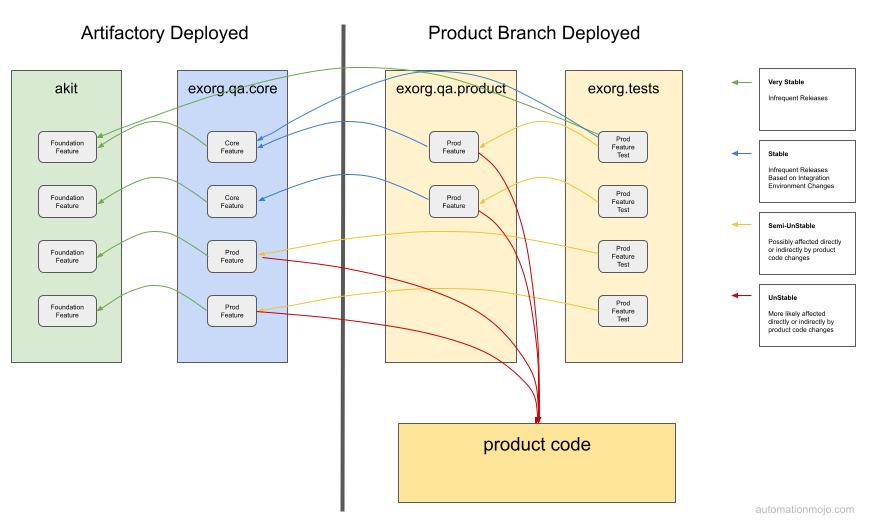 Artifactory Deployed
Product Branch Deployed
akit
exorg.qa.core
exorg.qa.product
exorg.tests
Foundation
Feature
Core
Feature
Prod
Feature
Prod
Feature
Test
Foundation
Feature
Core
Feature
Prod
Feature
Prod
Feature
Test
Foundation
Feature
Prod
Feature
Prod
Feature
Test
Foundation
Feature
Prod
Feature
Prod
Feature
Test
Very Stable
Infrequent Releases
Stable
Infrequent Releases
Based on Integration
Environment Changes
Semi-UnStable
Possibly affected directly
or indirectly by product
code changes
UnStable
More likely affected
directly or indirectly by
product code changes
product code
automationmojo.com